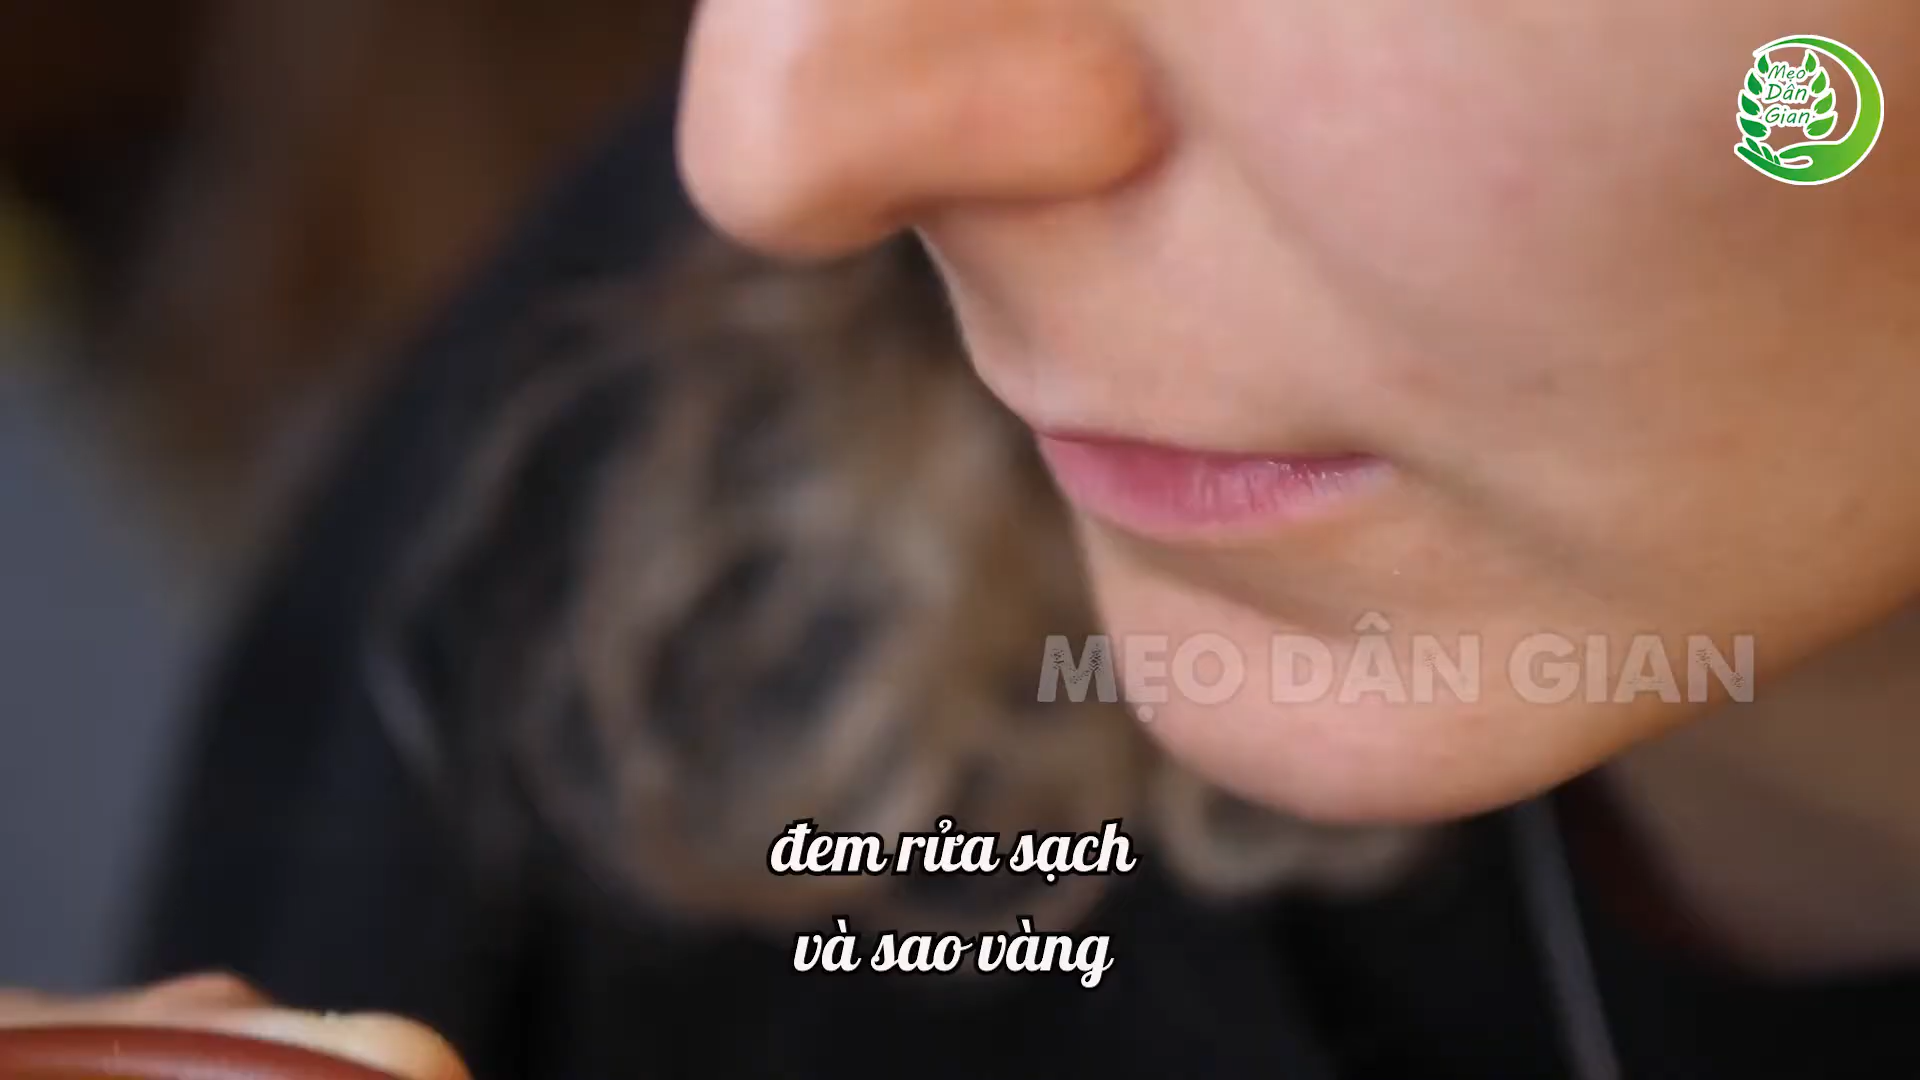 Mẹo
Dân
Gian
MẸO DÂN GIAN
đem rửa sạch
và sao vàng